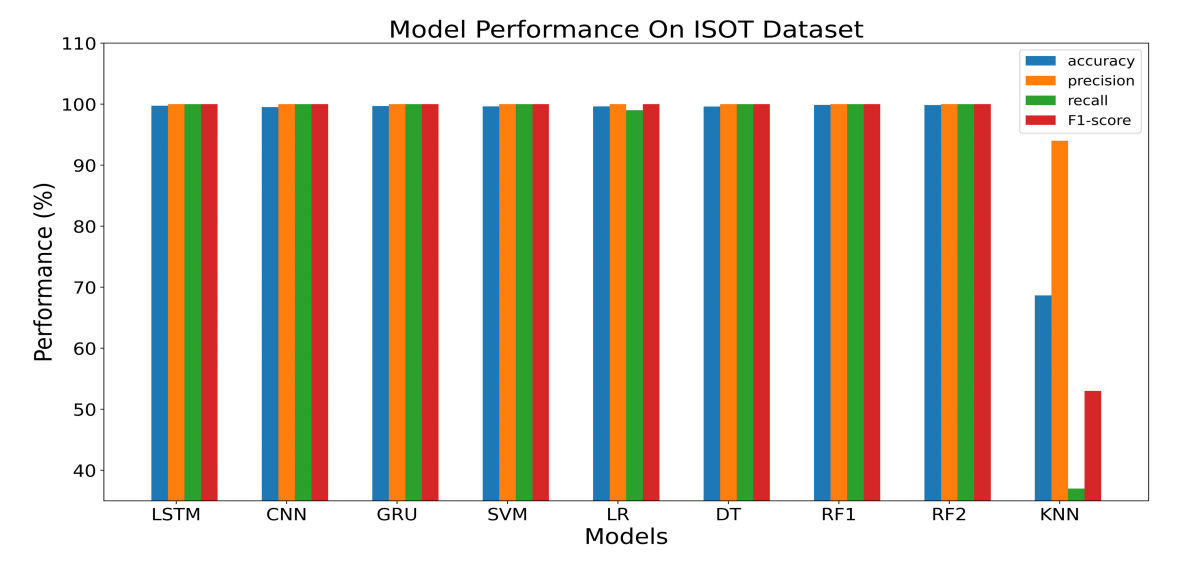 Model Performance On ISOT Dataset
110
100
90
80
70
60
50
40
Performance (%)
accuracy
precision
recall
F1-score
LSTM CNN GRU SVM LR DT RF1 RF2 KNN
Models